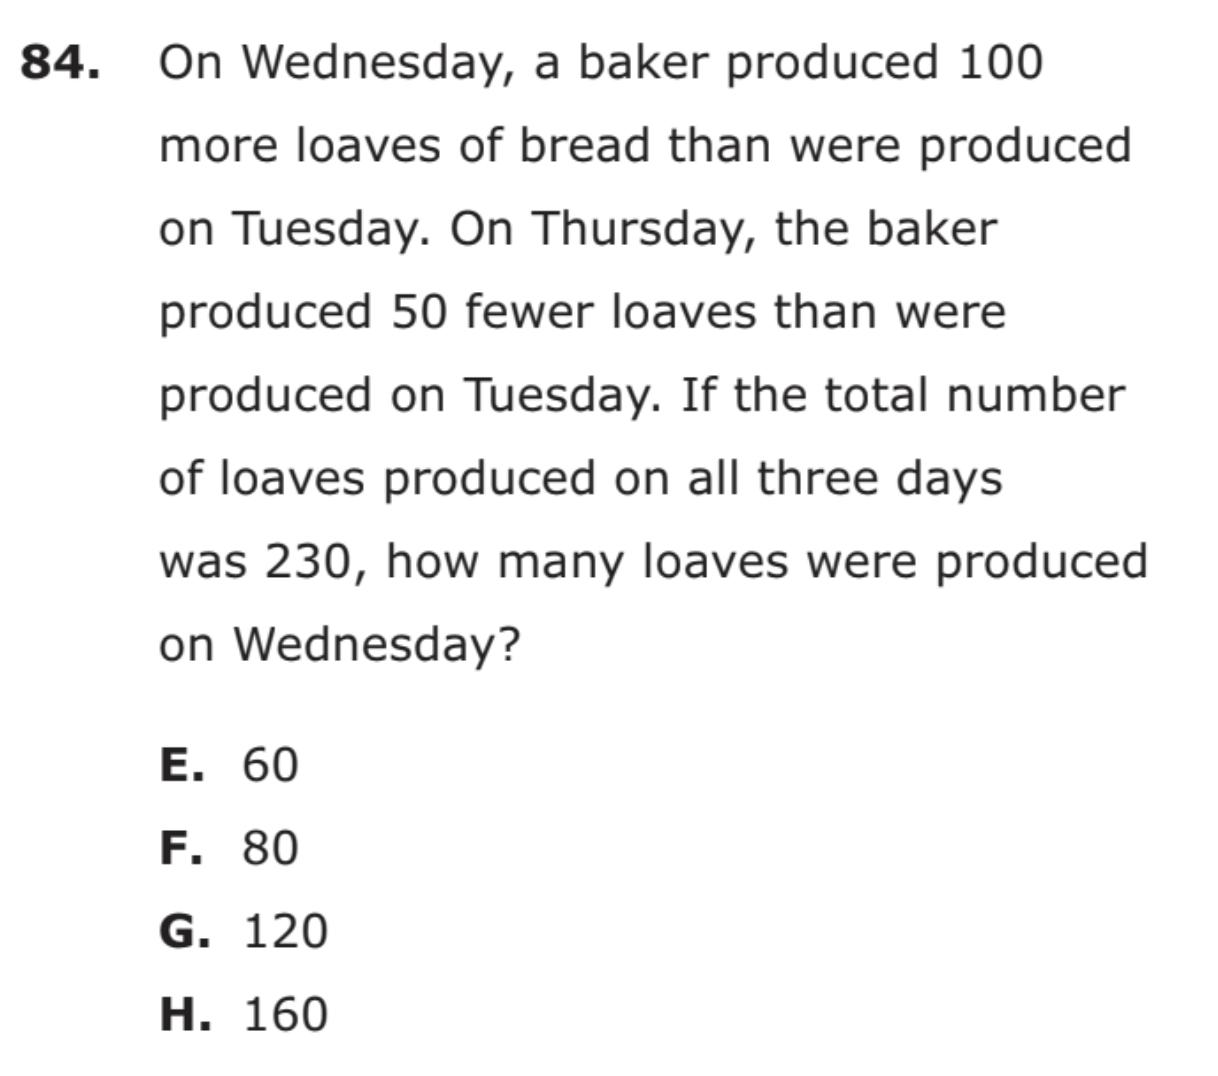 84. On Wednesday, a baker produced 100
more loaves of bread than were produced
on Tuesday. On Thursday, the baker
produced 50 fewer loaves than were
produced on Tuesday. If the total number
of loaves produced on all three days
was 230, how many loaves were produced
on Wednesday?
E. 60
F. 80
G. 120
H. 160